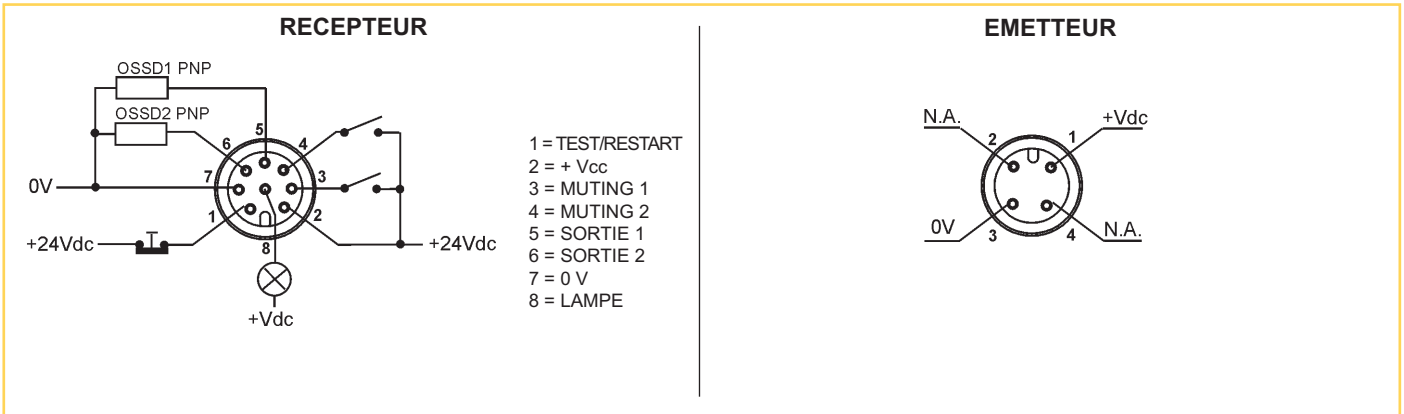 RECEPTEUR
OSSD1 PNP
OSSD2 PNP
5
6
4
7
3
0V
1
2
+24Vdc
8
+24Vdc
+Vdc
1 = TEST/RESTART
2 = + Vcc
3 = MUTING 1
4 = MUTING 2
5 = SORTIE 1
6 = SORTIE 2
7 = 0 V
8 = LAMPE
EMETTEUR
N.A.
+Vdc
2
1
0V
3
4
N.A.